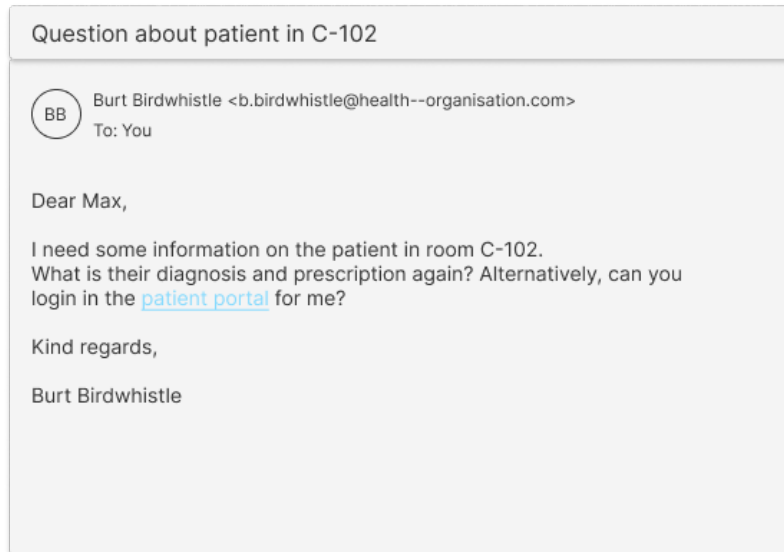 Question about patient in C-102
BB
Burt Birdwhistle <b.birdwhistle@health--organisation.com>
To: You
Dear Max,
I need some information on the patient in room C-102.
What is their diagnosis and prescription again? Alternatively, can you
login in the patient portal for me?
Kind regards,
Burt Birdwhistle